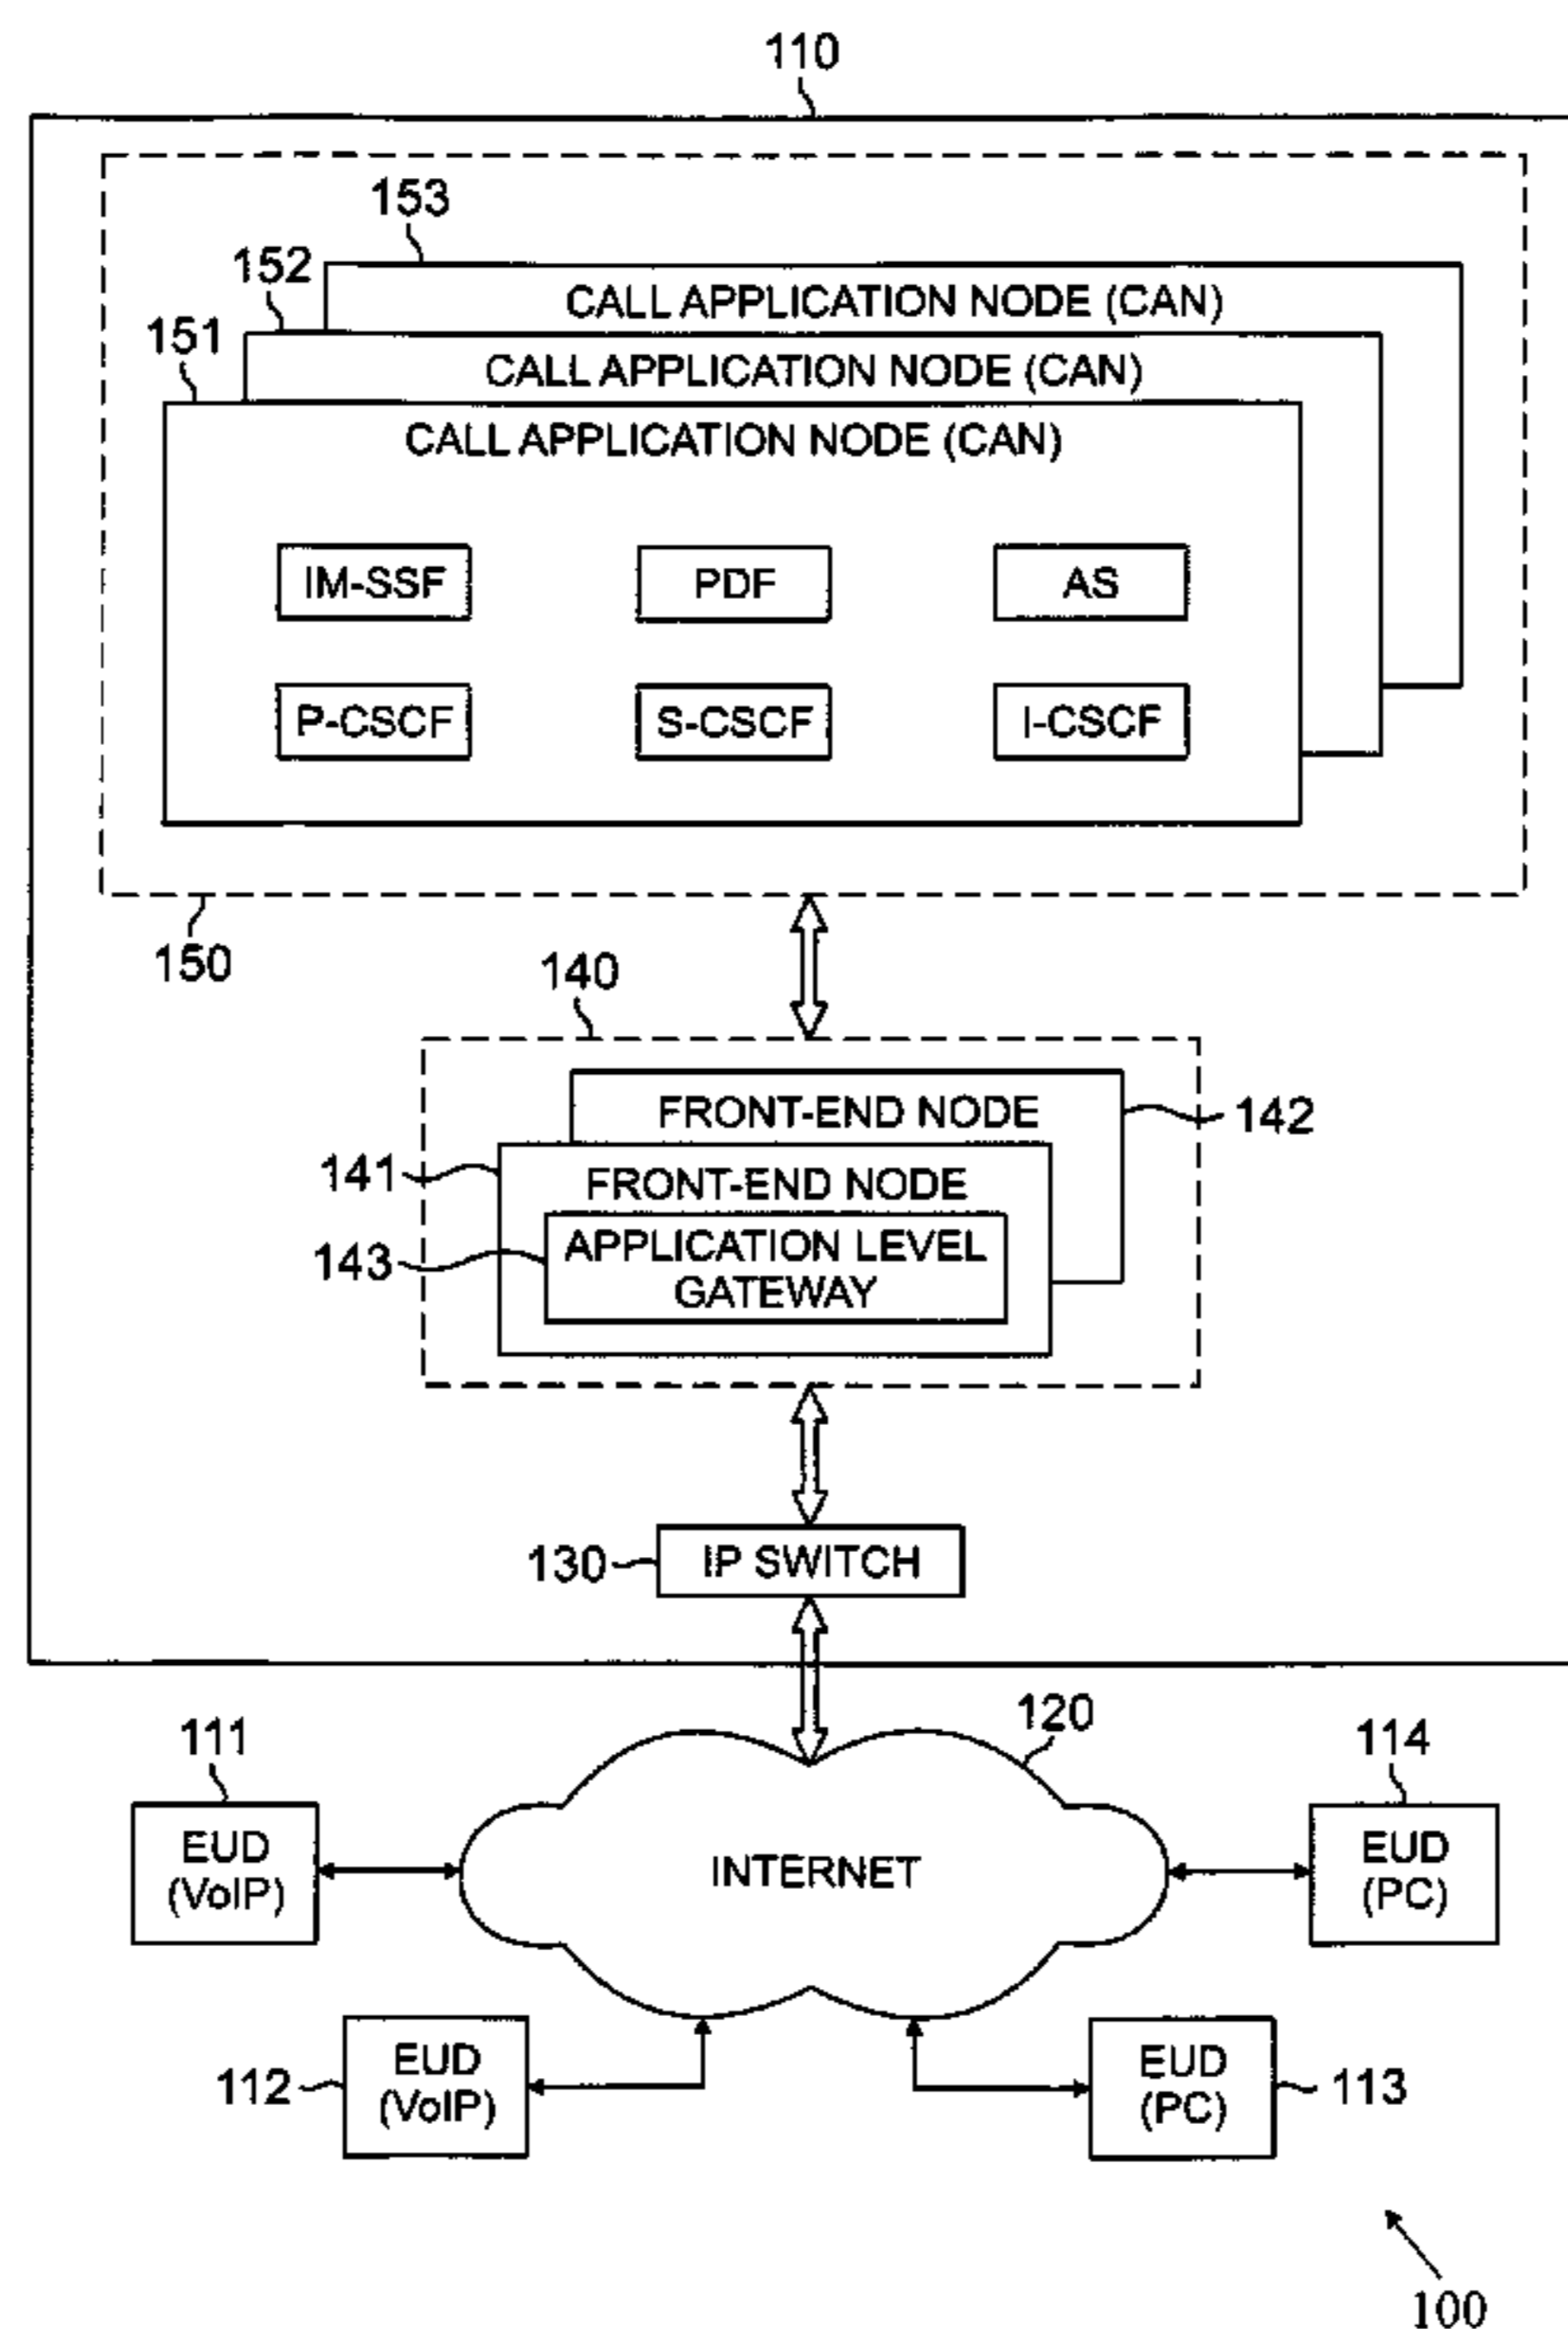 110
153
152
151
CALL APPLICATION NODE (CAN)
CALL APPLICATION NODE (CAN)
CALL APPLICATION NODE (CAN)
IM-SSF
PDF
AS
P-CSCF
S-CSCF
I-CSCF
150
140
FRONT-END NODE
142
141
FRONT-END NODE
143
APPLICATION LEVEL
GATEWAY
130
IP SWITCH
120
111
114
EUD
(VoIP)
INTERNET
EUD
(PC)
112
EUD
(VoIP)
EUD
(PC)
113
100